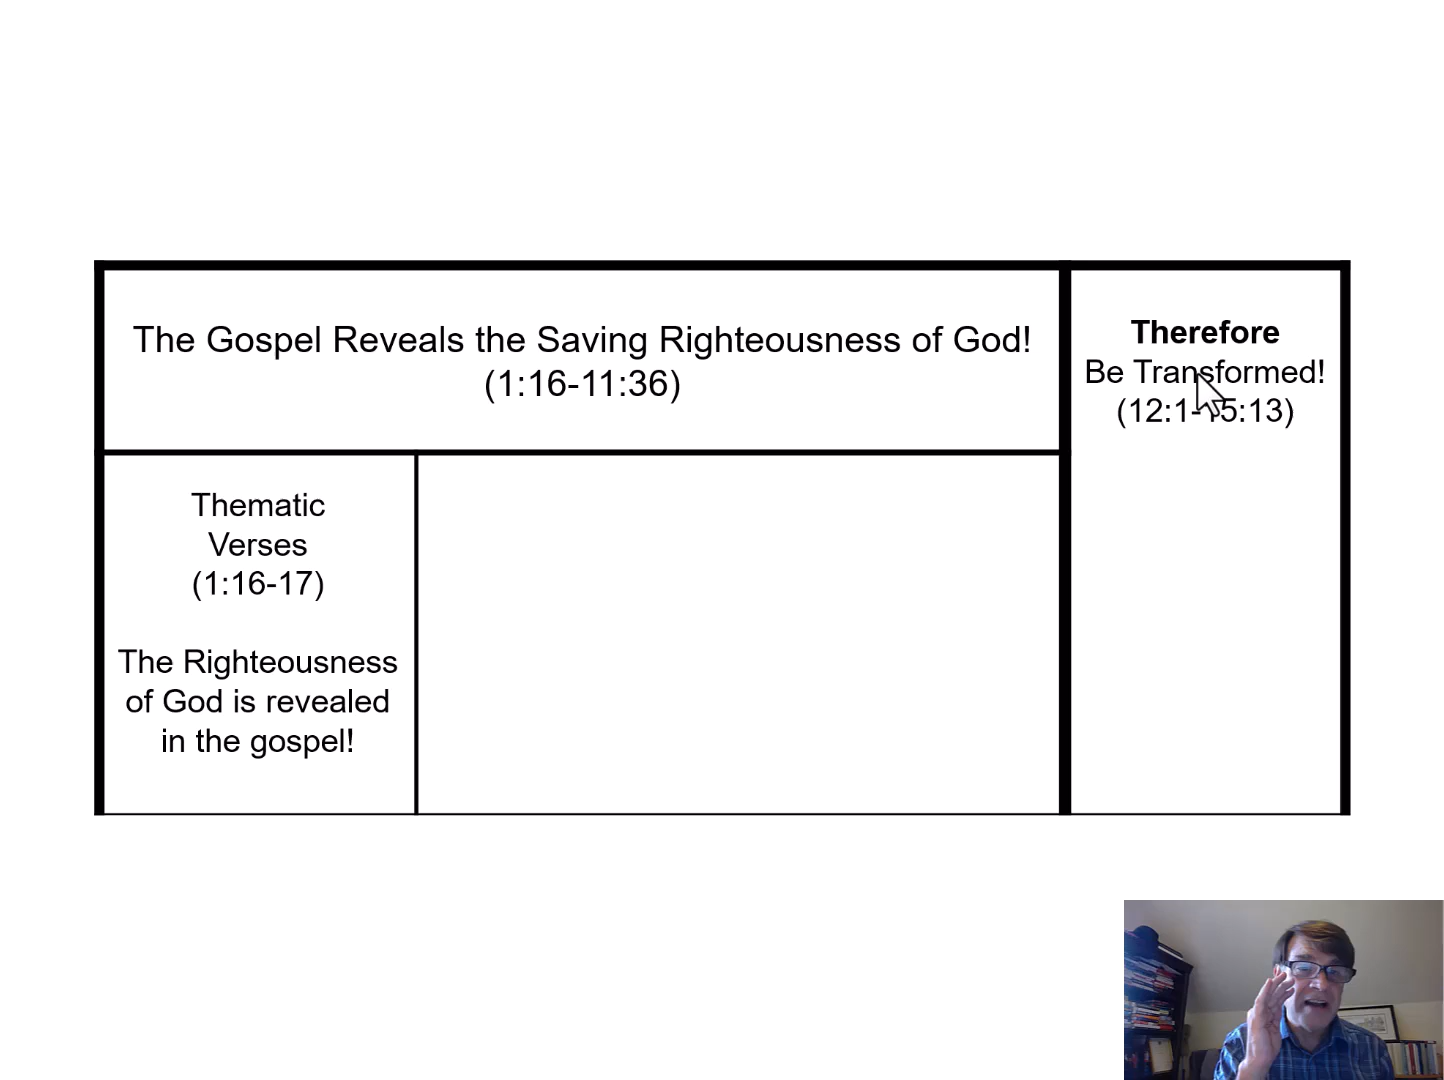 The Gospel Reveals the Saving Righteousness of God!
(1:16-11:36)
Therefore
Be Transformed!
(12:1-15:13)
Thematic
Verses
(1:16-17)
The Righteousness
of God is revealed
in the gospel!